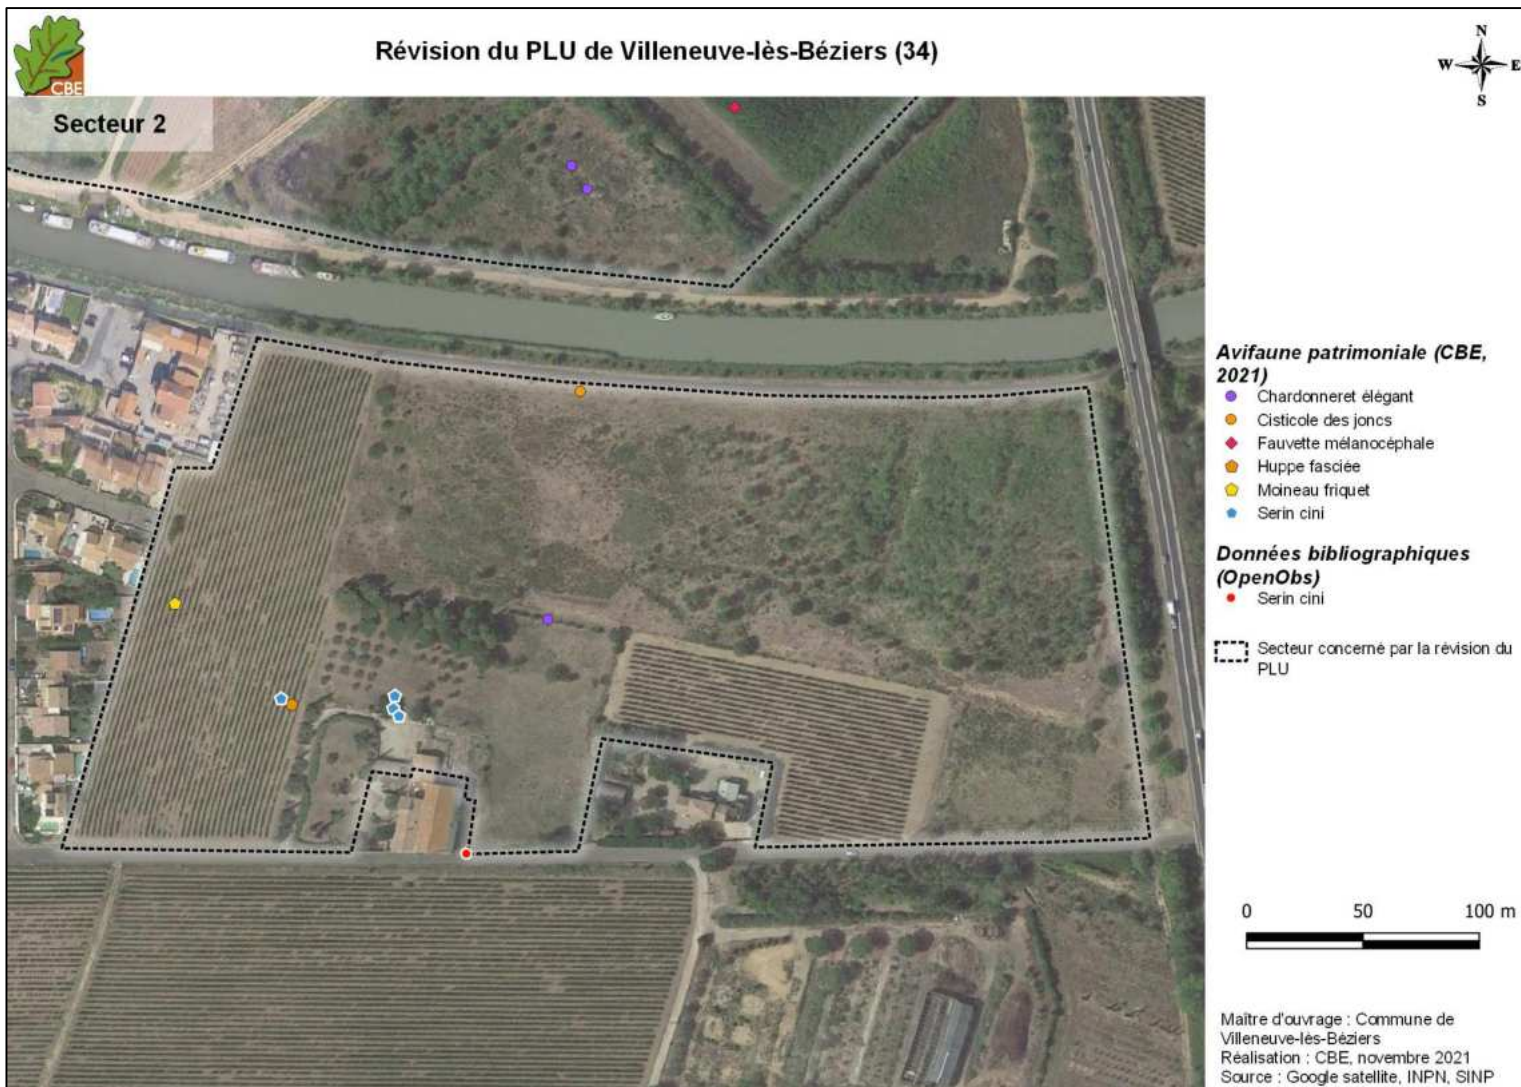 CBE
Révision du PLU de Villeneuve-lès-Béziers (34)
N
W E
S
Secteur 2
Avifaune patrimoniale (CBE,
2021)
Chardonneret élégant
Cisticole des joncs
Fauvette mélanocéphale
Huppe fasciée
Moineau friquet
Serin cini
Données bibliographiques
(OpenObs)
Serin cini
Secteur concerné par la révision du
PLU
0 50 100 m
Maître d'ouvrage : Commune de
Villeneuve-lès-Béziers
Réalisation : CBE, novembre 2021
Source : Google satellite, INPN, SINP